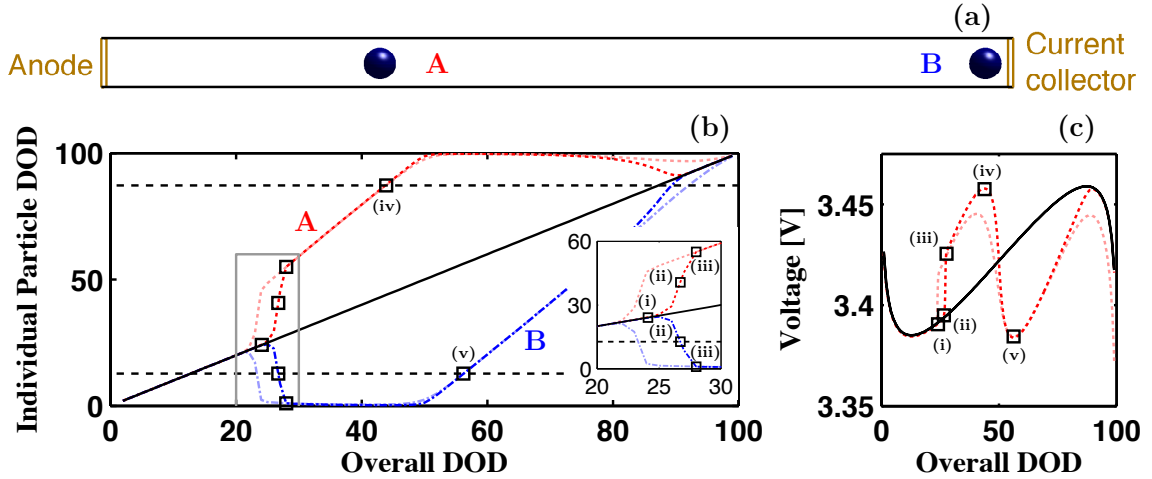 (a)
Anode
A
B
Current
collector
(b)
Individual Particle DOD
100
50
0
(iv)
A
B
(v)
60
30
0
(i)
(ii)
(iii)
(ii)
(iii)
20
25
30
0
20
40
60
80
100
Overall DOD
(c)
Voltage [V]
3.45
3.4
3.35
(iv)
(iii)
(ii)
(i)
(v)
0
50
100
Overall DOD